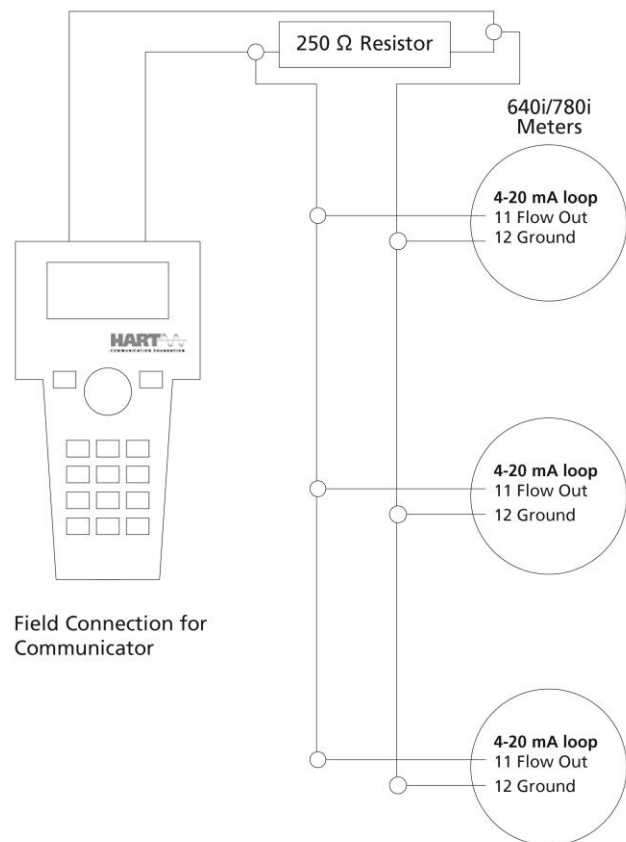 250 Ω Resistor
640i/780i
Meters
4-20 mA loop
11 Flow Out
12 Ground
HART
COMMUNICATION FOUNDATION
4-20 mA loop
11 Flow Out
12 Ground
Field Connection for
Communicator
4-20 mA loop
11 Flow Out
12 Ground